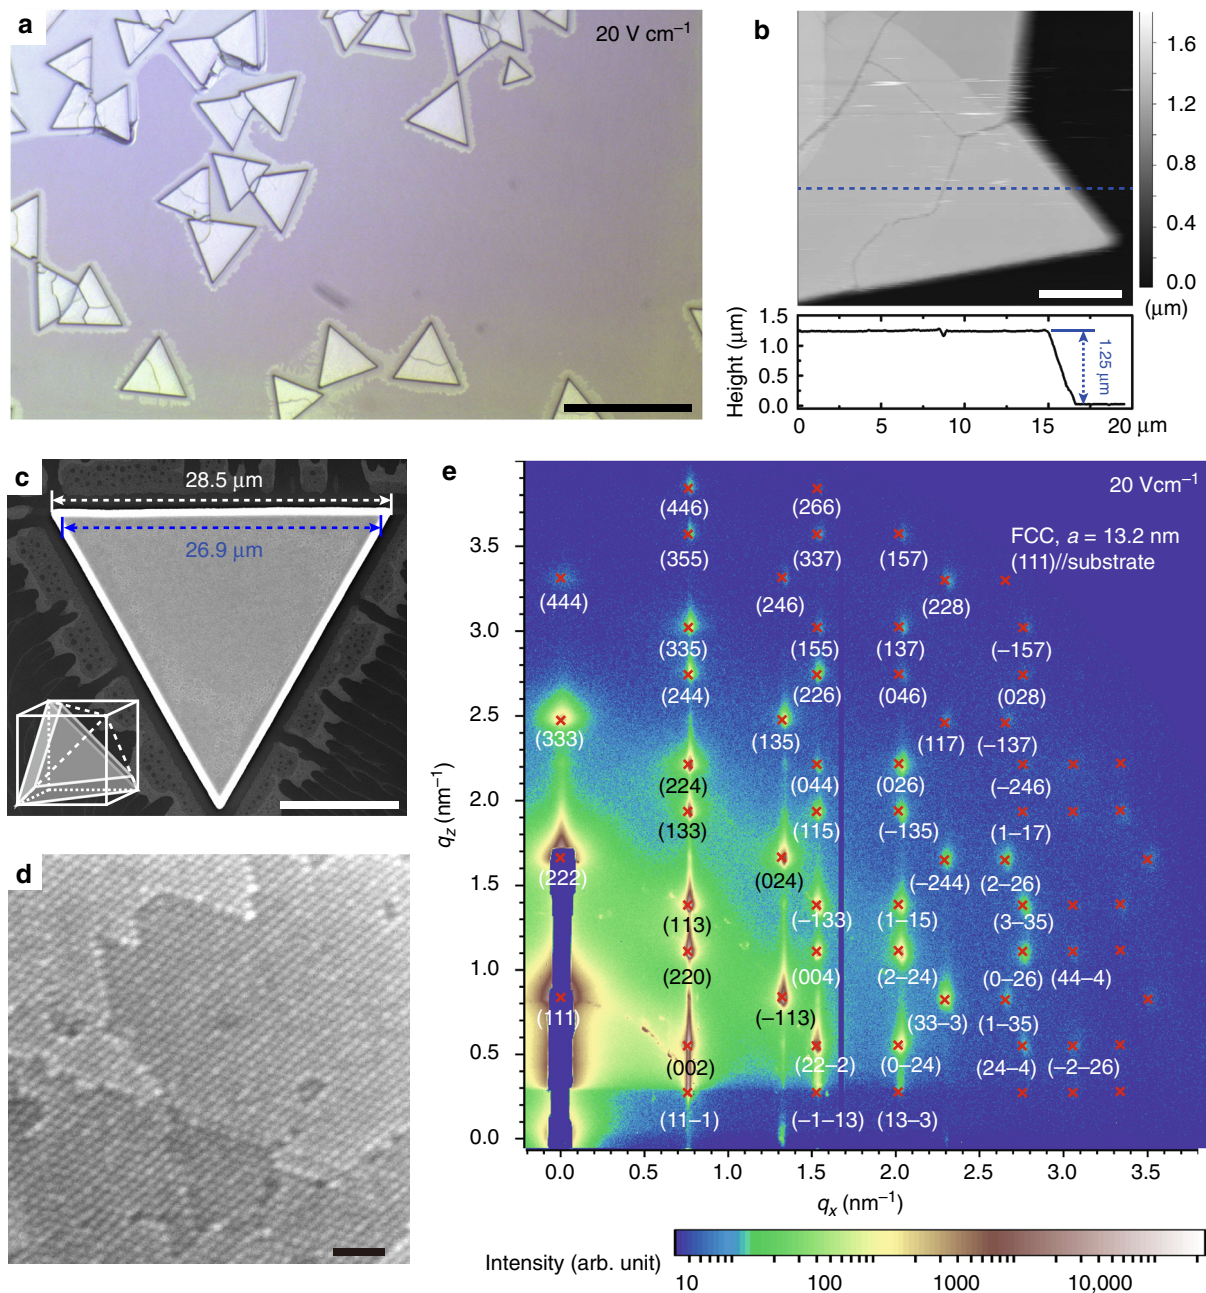 a
20 V cm⁻¹
b
1.6
1.2
0.8
0.4
0.0
(μm)
Height (μm)
1.5
1.0
0.5
0.0
1.25 μm
0
5
10
15
20 μm
c
28.5 μm
26.9 μm
d
e
20 Vcm⁻¹
FCC, a = 13.2 nm
(111)//substrate
(446) (266)
(355) (337) (157)
(444) (246) (228)
(335) (155) (137) (–157)
(244) (226) (046) (028)
(333) (135) (117) (–137)
(224) (044) (026) (–246)
(133) (115) (–135) (1–17)
(222) (024) (–244) (2–26)
(113) (–133) (1–15) (3–35)
(220) (004) (2–24) (0–26) (44–4)
(111) (–113) (33–3) (1–35)
(002) (22–2) (0–24) (24–4) (–2–26)
(11–1) (–1–13) (13–3)
q_z (nm⁻¹)
3.5
3.0
2.5
2.0
1.5
1.0
0.5
0.0
0.0 0.5 1.0 1.5 2.0 2.5 3.0 3.5
q_x (nm⁻¹)
Intensity (arb. unit)
10 100 1000 10,000